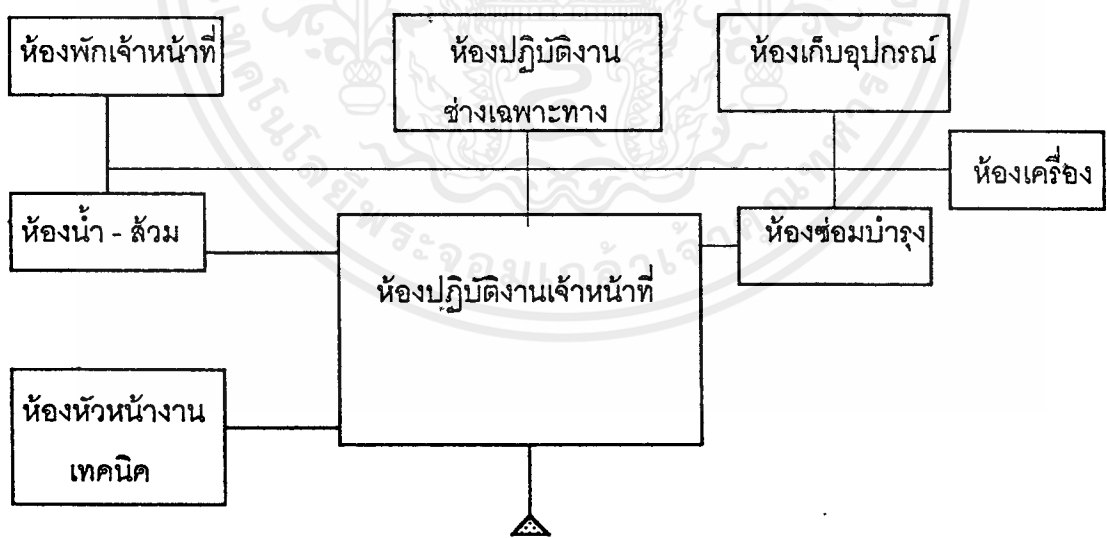 ห้องพักเจ้าหน้าที่
ห้องปฏิบัติงาน
ช่างเฉพาะทาง
ห้องเก็บอุปกรณ์
ห้องเครื่อง
ห้องน้ำ - ส้วม
ห้องซ่อมบำรุง
ห้องปฏิบัติงานเจ้าหน้าที่
ห้องหัวหน้างาน
เทคนิค